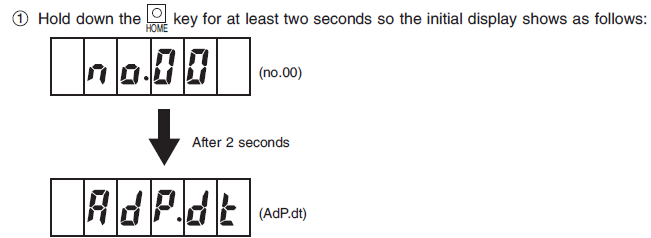 ① Hold down the HOME key for at least two seconds so the initial display shows as follows:
no.00 (no.00)
After 2 seconds
AdP.dt (AdP.dt)